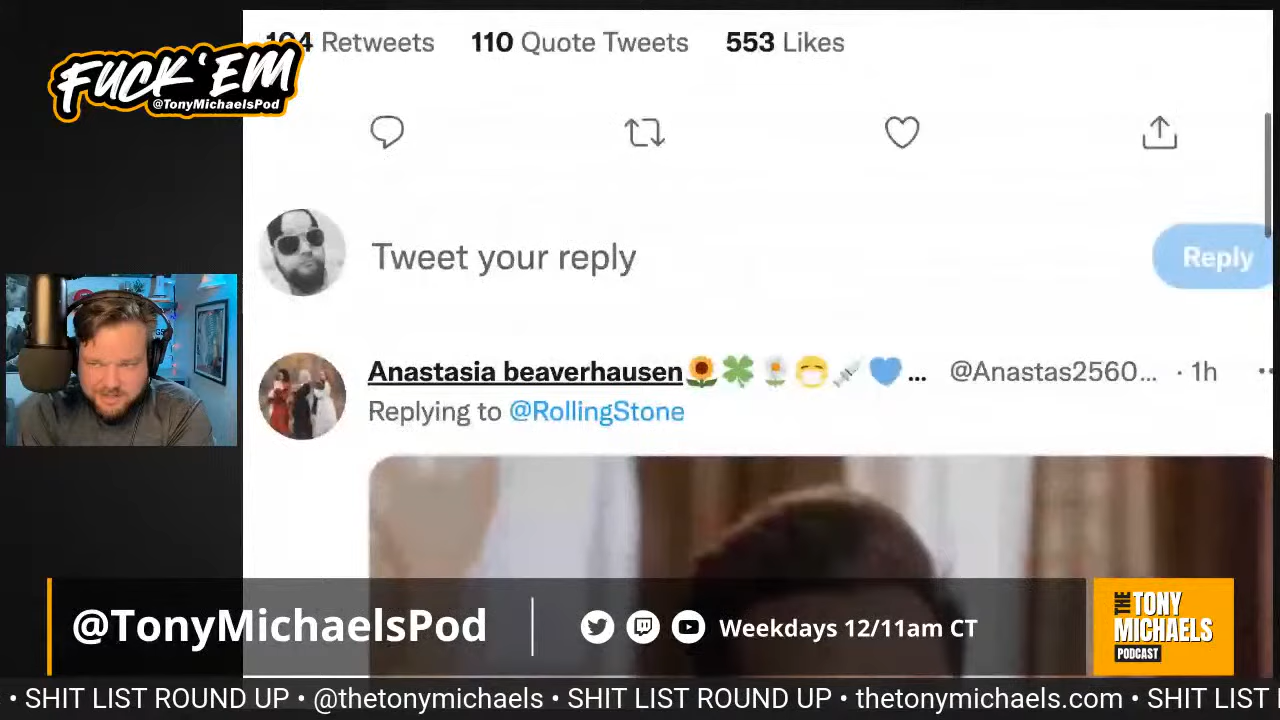 FUCK 'EM
@TonyMichaelsPod
104 Retweets 110 Quote Tweets 553 Likes
Tweet your reply
Reply
Anastasia beaverhausen🌻🍀🌼😷💉💙... @Anastas2560... · 1h
Replying to @RollingStone
@TonyMichaelsPod
Weekdays 12/11am CT
THE TONY
MICHAELS
PODCAST
• SHIT LIST ROUND UP • @thetonymichaels • SHIT LIST ROUND UP • thetonymichaels.com • SHIT LIST